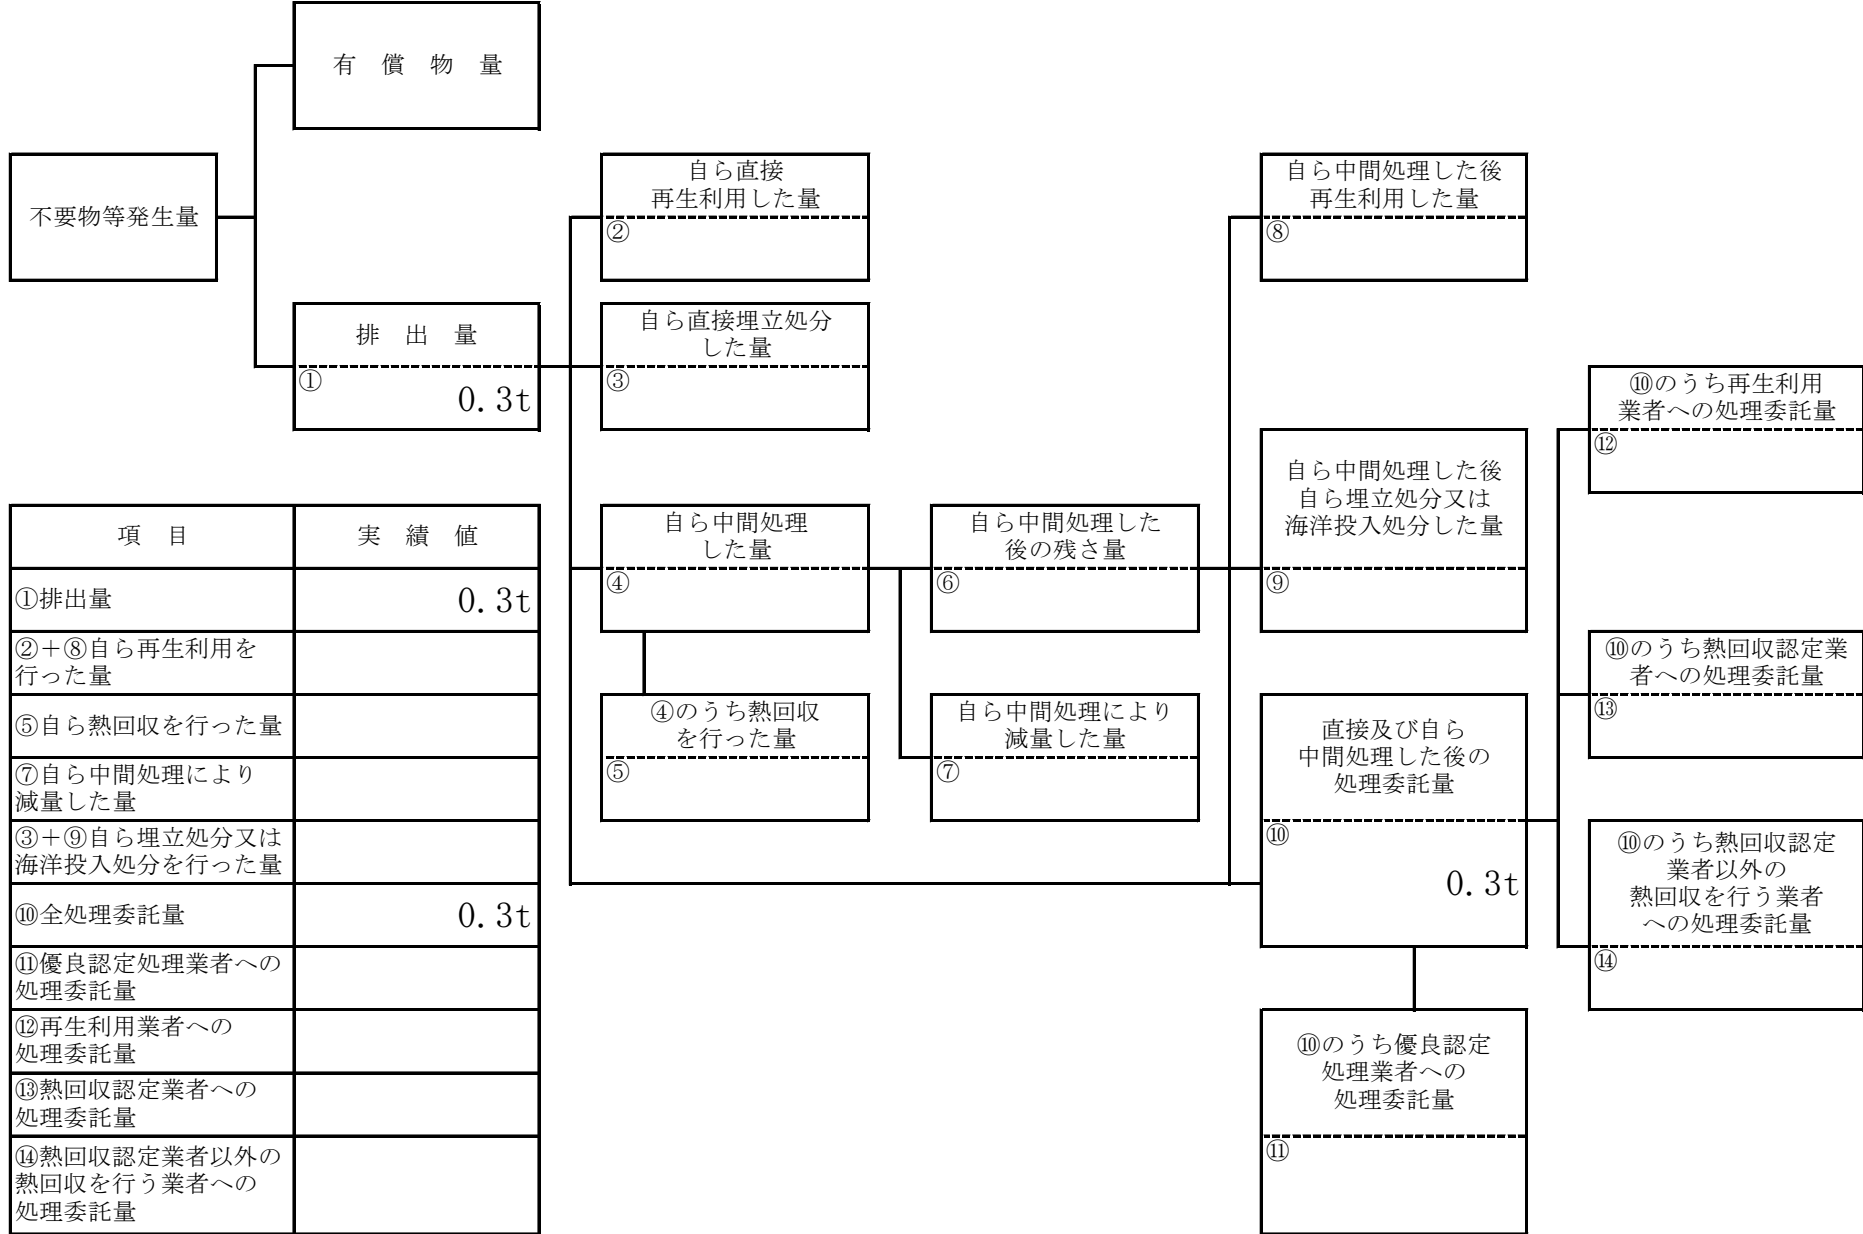 有　償　物　量
不要物等発生量
排　出　量
①
0.3t
自ら直接
再生利用した量
②
自ら直接埋立処分
した量
③
自ら中間処理した後
再生利用した量
⑧
⑩のうち再生利用
業者への処理委託量
⑫
自ら中間処理
した量
④
自ら中間処理した
後の残さ量
⑥
自ら中間処理した後
自ら埋立処分又は
海洋投入処分した量
⑨
⑩のうち熱回収認定業
者への処理委託量
⑬
④のうち熱回収
を行った量
⑤
自ら中間処理により
減量した量
⑦
直接及び自ら
中間処理した後の
処理委託量
⑩
0.3t
⑩のうち熱回収認定
業者以外の
熱回収を行う業者
への処理委託量
⑭
⑩のうち優良認定
処理業者への
処理委託量
⑪
項　目　実　績　値
①排出量　0.3t
②＋⑧自ら再生利用を
行った量
⑤自ら熱回収を行った量
⑦自ら中間処理により
減量した量
③＋⑨自ら埋立処分又は
海洋投入処分を行った量
⑩全処理委託量　0.3t
⑪優良認定処理業者への
処理委託量
⑫再生利用業者への
処理委託量
⑬熱回収認定業者への
処理委託量
⑭熱回収認定業者以外の
熱回収を行う業者への
処理委託量